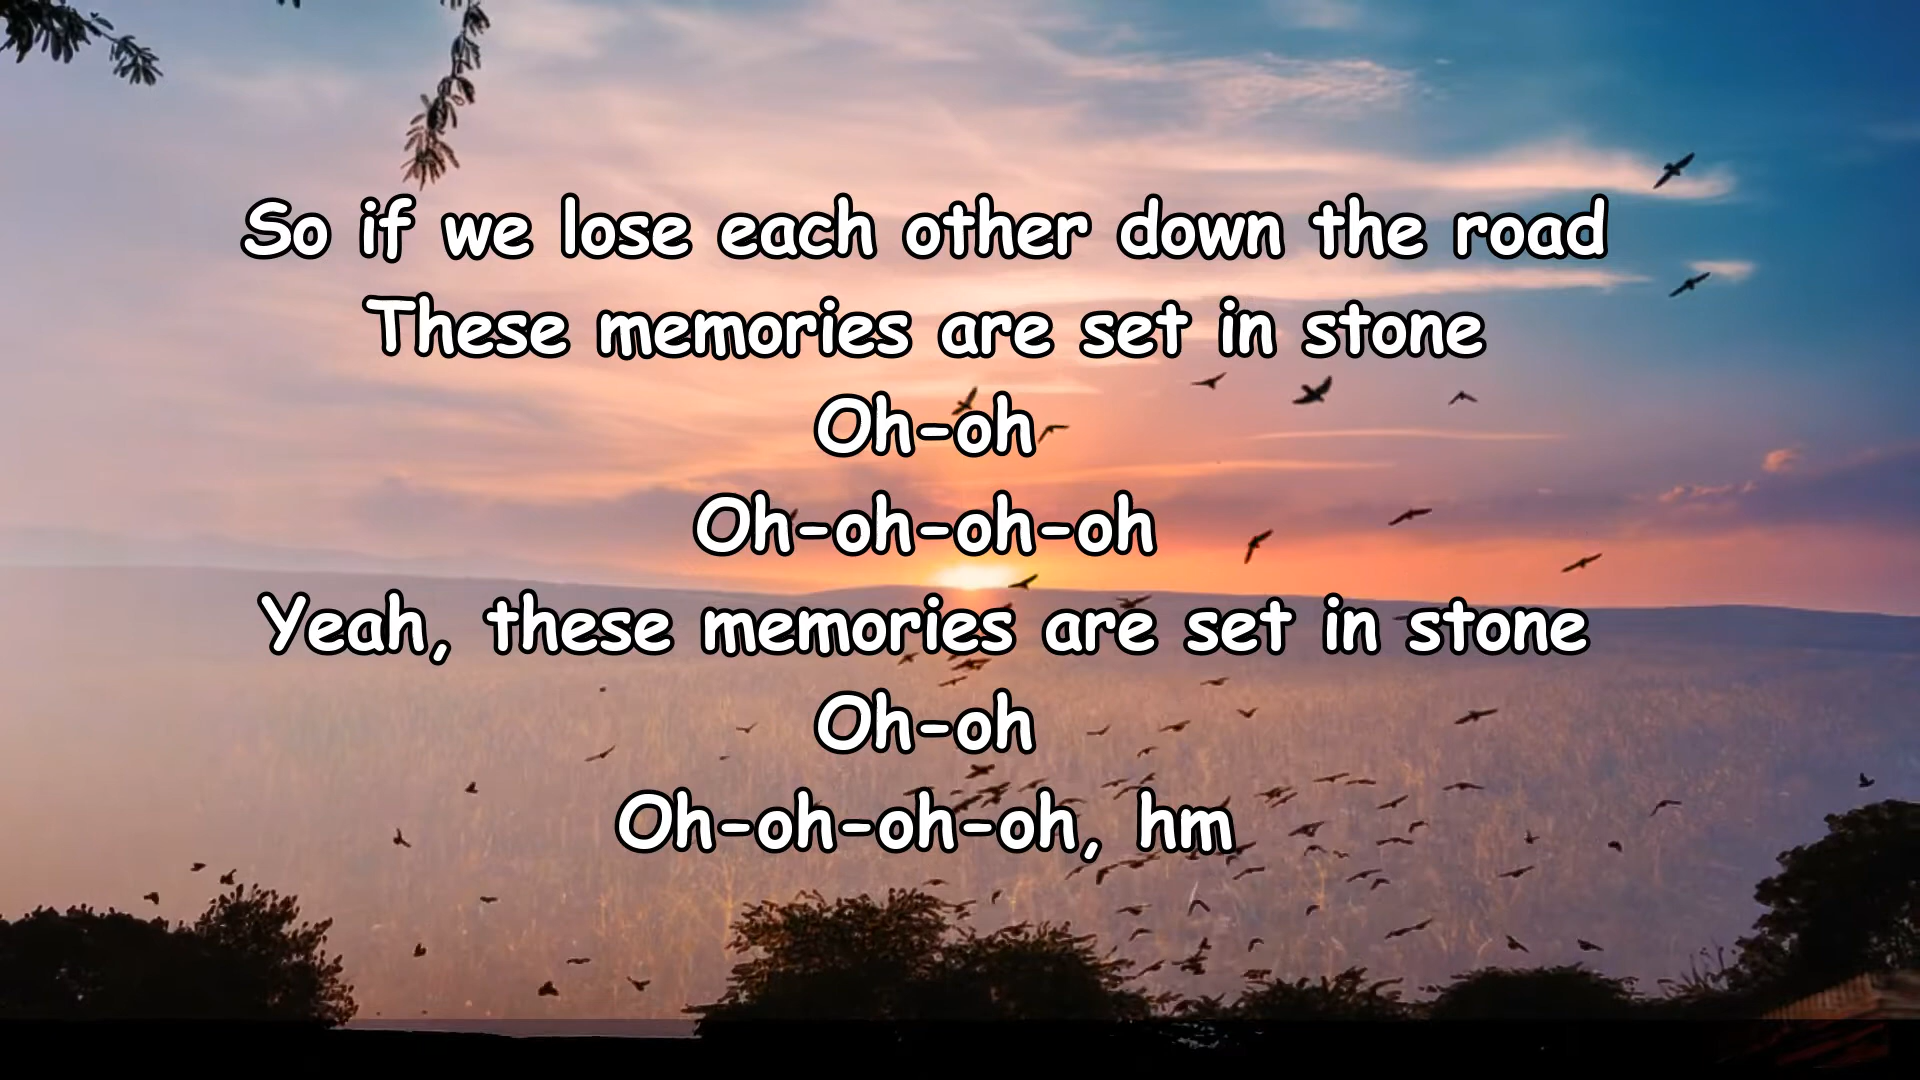 So if we lose each other down the road
These memories are set in stone
Oh-oh
Oh-oh-oh-oh
Yeah, these memories are set in stone
Oh-oh
Oh-oh-oh-oh, hm